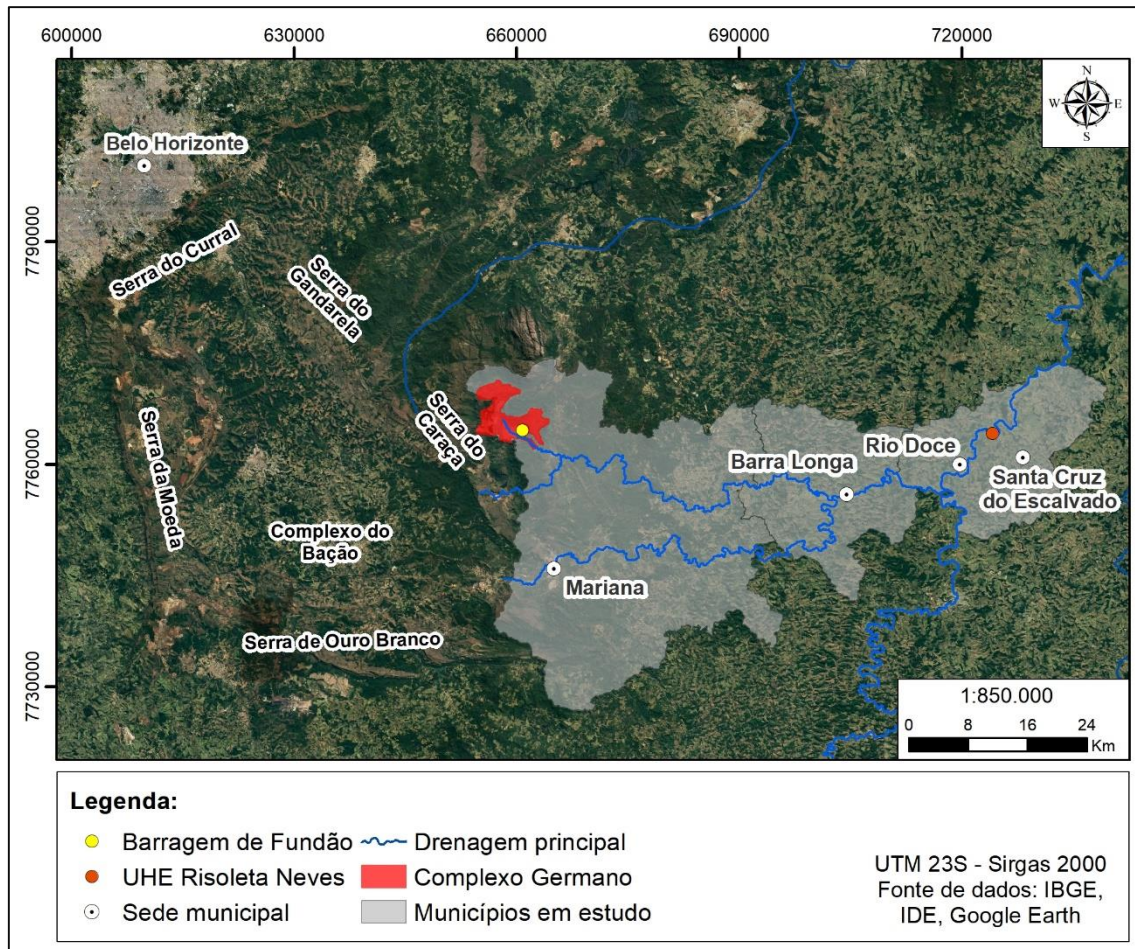 600000 630000 660000 690000 720000
N
W E
S
Belo Horizonte
7790000
Serra do Curral
Serra do
Gandarela
Serra da Moeda
Serra do
Caraça
7760000
Rio Doce
Barra Longa
Santa Cruz
do Escalvado
Complexo do
Bação
Mariana
Serra de Ouro Branco
7730000
1:850.000
0 8 16 24
Km
Legenda:
Barragem de Fundão
UHE Risoleta Neves
Sede municipal
Drenagem principal
Complexo Germano
Municípios em estudo
UTM 23S - Sirgas 2000
Fonte de dados: IBGE,
IDE, Google Earth